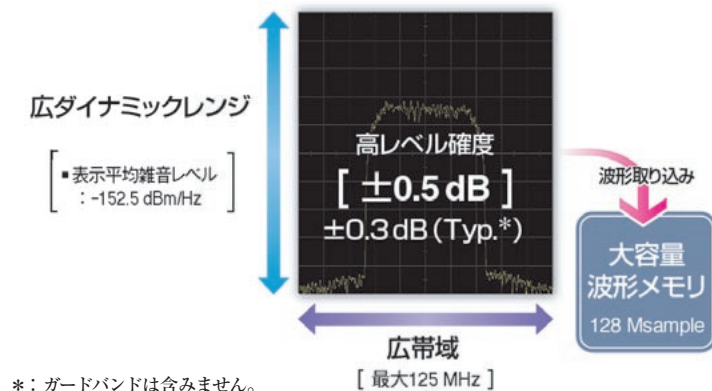 広ダイナミックレンジ
■表示平均雑音レベル
：-152.5 dBm/Hz
高レベル確度
[ ±0.5 dB ]
±0.3 dB (Typ.*)
波形取り込み
大容量
波形メモリ
128 Msample
広帯域
[ 最大125 MHz ]
*：ガードバンドは含みません。